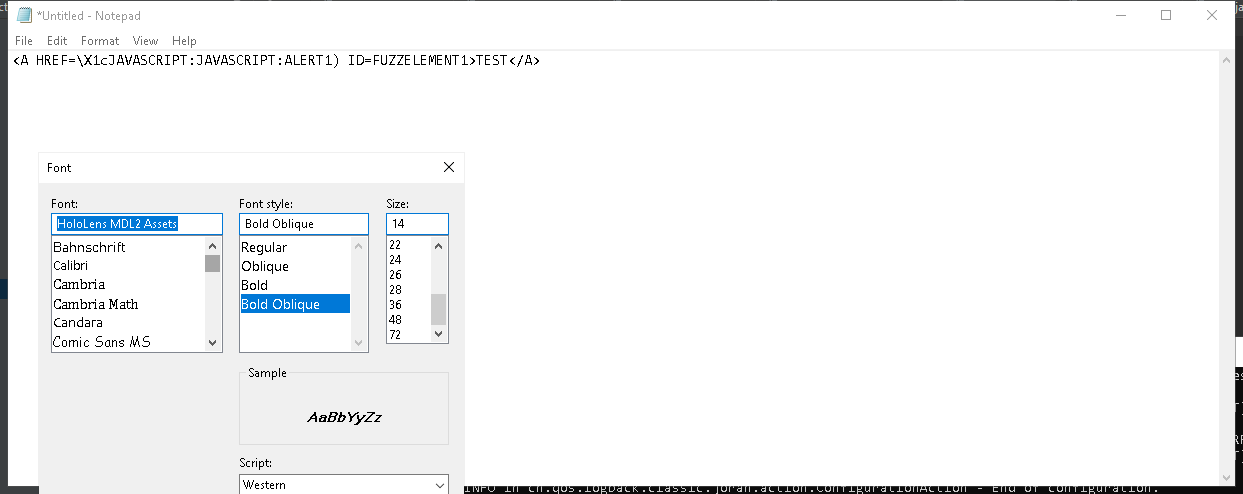 *Untitled - Notepad
File Edit Format View Help
<A HREF=\X1cJAVASCRIPT:JAVASCRIPT:ALERT1) ID=FUZZELEMENT1>TEST</A>
Font
Font: Font style: Size:
HoloLens MDL2 Assets Bold Oblique 14
Bahnschrift Regular 22
Calibri Oblique 24
Cambria Bold 26
Cambria Math Bold Oblique 28
Candara 36
Comic Sans MS 48
72
Sample
AaBbYyZz
Script:
Western
INFO in ch.qos.logback.classic.joran.action.ConfigurationAction - End of configuration.